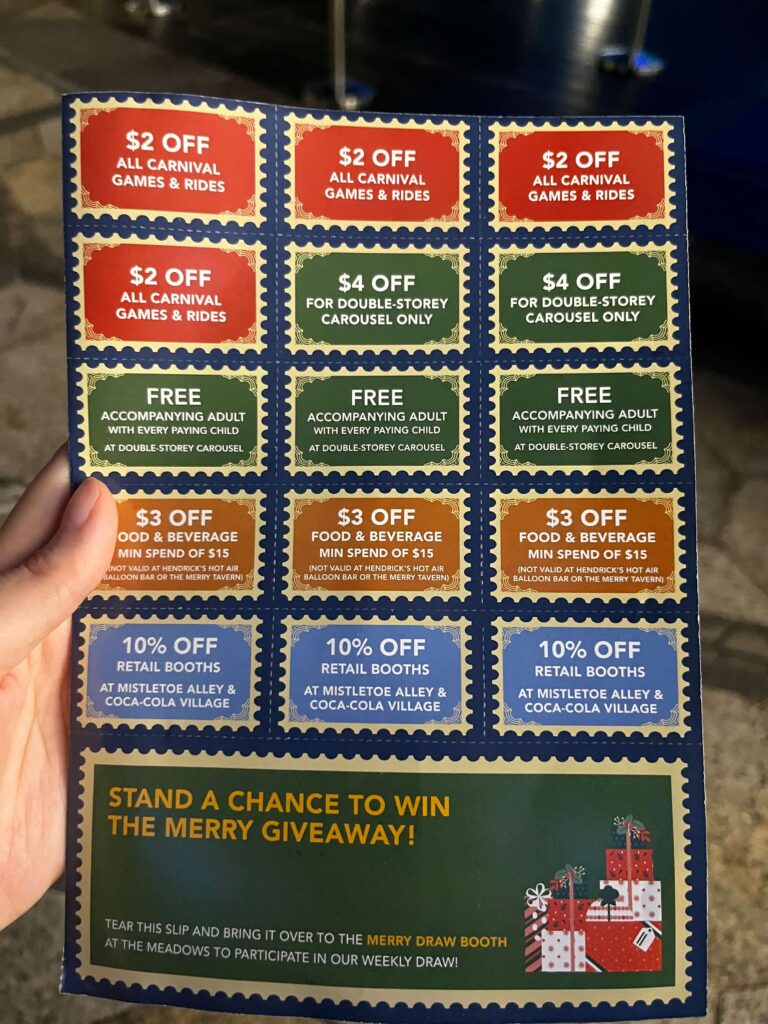 $2 OFF
ALL CARNIVAL
GAMES & RIDES
$2 OFF
ALL CARNIVAL
GAMES & RIDES
$2 OFF
ALL CARNIVAL
GAMES & RIDES
$2 OFF
ALL CARNIVAL
GAMES & RIDES
$4 OFF
FOR DOUBLE-STOREY
CAROUSEL ONLY
$4 OFF
FOR DOUBLE-STOREY
CAROUSEL ONLY
FREE
ACCOMPANYING ADULT
WITH EVERY PAYING CHILD
AT DOUBLE-STOREY CAROUSEL
FREE
ACCOMPANYING ADULT
WITH EVERY PAYING CHILD
AT DOUBLE-STOREY CAROUSEL
FREE
ACCOMPANYING ADULT
WITH EVERY PAYING CHILD
AT DOUBLE-STOREY CAROUSEL
$3 OFF
FOOD & BEVERAGE
MIN SPEND OF $15
(NOT VALID AT HENDRICK'S HOT AIR
BALLOON BAR OR THE MERRY TAVERN)
$3 OFF
FOOD & BEVERAGE
MIN SPEND OF $15
(NOT VALID AT HENDRICK'S HOT AIR
BALLOON BAR OR THE MERRY TAVERN)
$3 OFF
FOOD & BEVERAGE
MIN SPEND OF $15
(NOT VALID AT HENDRICK'S HOT AIR
BALLOON BAR OR THE MERRY TAVERN)
10% OFF
RETAIL BOOTHS
AT MISTLETOE ALLEY &
COCA-COLA VILLAGE
10% OFF
RETAIL BOOTHS
AT MISTLETOE ALLEY &
COCA-COLA VILLAGE
10% OFF
RETAIL BOOTHS
AT MISTLETOE ALLEY &
COCA-COLA VILLAGE
STAND A CHANCE TO WIN
THE MERRY GIVEAWAY!
TEAR THIS SLIP AND BRING IT OVER TO THE MERRY DRAW BOOTH
AT THE MEADOWS TO PARTICIPATE IN OUR WEEKLY DRAW!